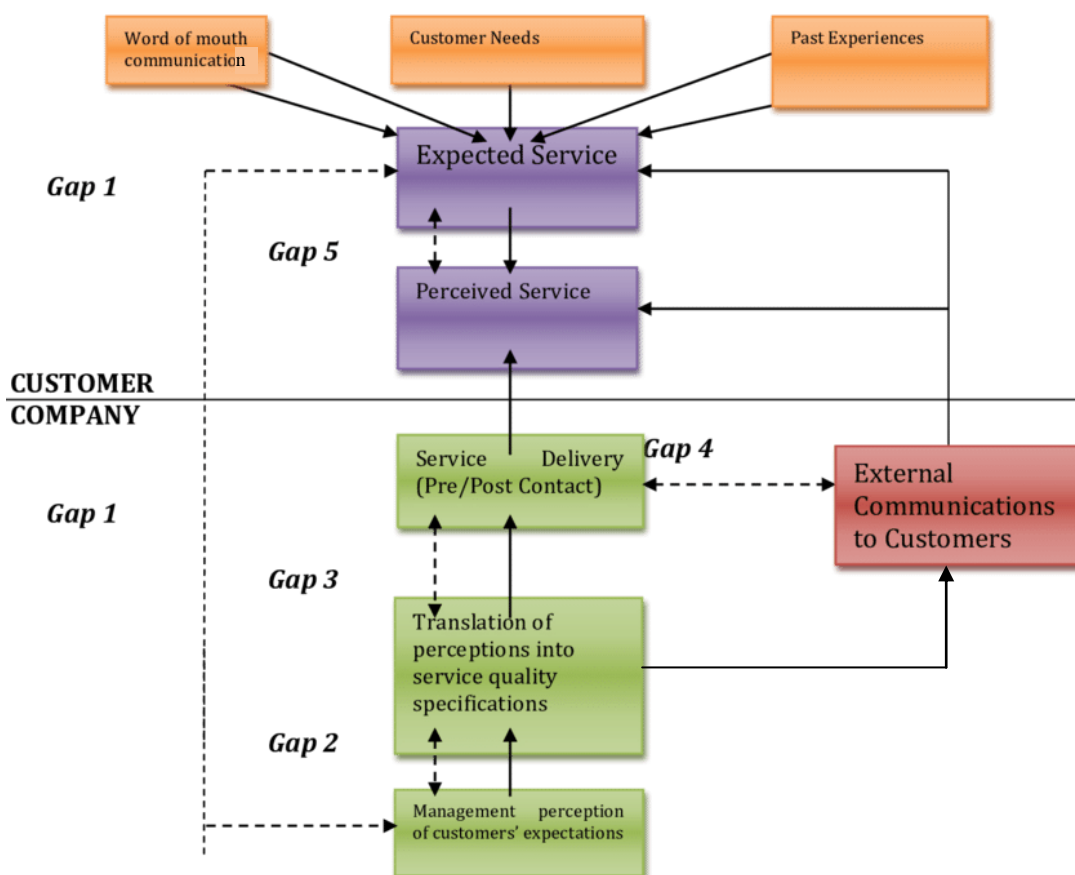 Word of mouth
communication
Customer Needs
Past Experiences
Expected Service
Gap 1
Gap 5
Perceived Service
CUSTOMER
COMPANY
Service Delivery
(Pre/Post Contact)
Gap 4
External
Communications
to Customers
Gap 1
Gap 3
Translation of
perceptions into
service quality
specifications
Gap 2
Management perception
of customers' expectations